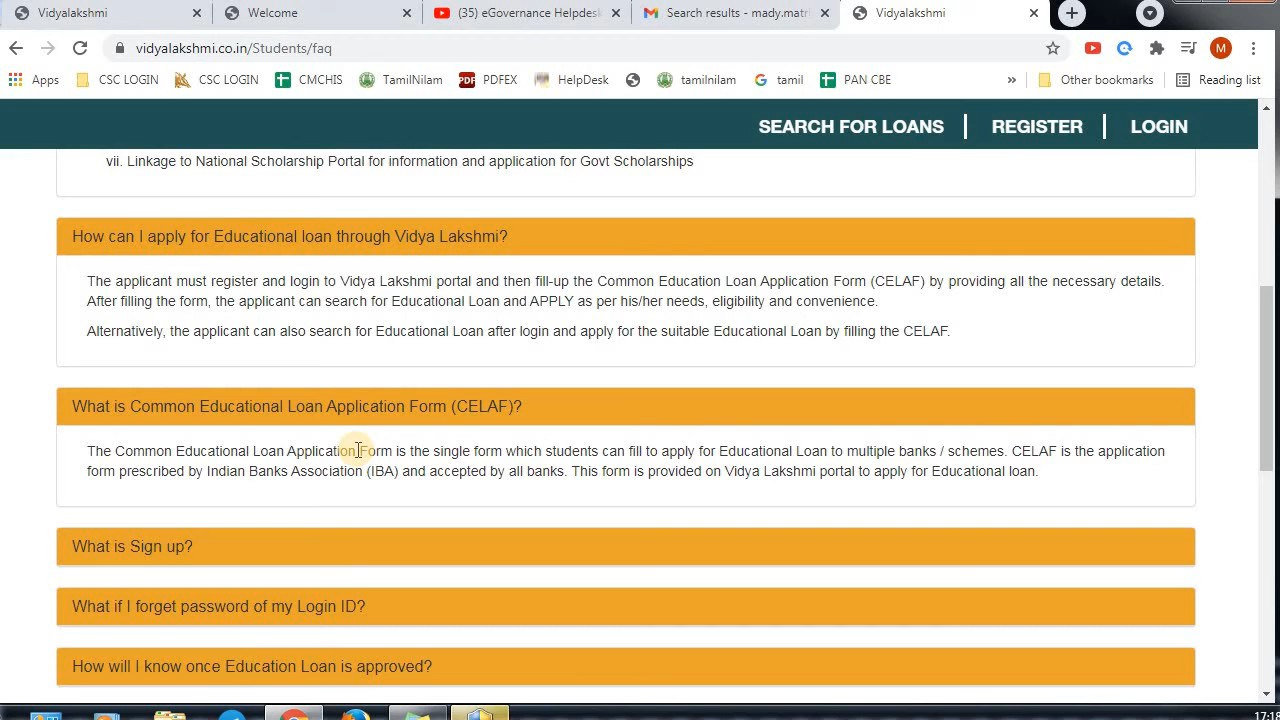 Vidyalakshmi
Welcome
(35) eGovernance Helpdesk
Search results - mady.matri
Vidyalakshmi
vidyalakshmi.co.in/Students/faq
M
Apps
CSC LOGIN
CSC LOGIN
CMCHIS
TamilNilam
PDF
PDFEX
HelpDesk
tamilnilam
tamil
PAN CBE
»
Other bookmarks
Reading list
SEARCH FOR LOANS
REGISTER
LOGIN
vii. Linkage to National Scholarship Portal for information and application for Govt Scholarships
How can I apply for Educational loan through Vidya Lakshmi?
The applicant must register and login to Vidya Lakshmi portal and then fill-up the Common Education Loan Application Form (CELAF) by providing all the necessary details.
After filling the form, the applicant can search for Educational Loan and APPLY as per his/her needs, eligibility and convenience.
Alternatively, the applicant can also search for Educational Loan after login and apply for the suitable Educational Loan by filling the CELAF.
What is Common Educational Loan Application Form (CELAF)?
The Common Educational Loan Application Form is the single form which students can fill to apply for Educational Loan to multiple banks / schemes. CELAF is the application
form prescribed by Indian Banks Association (IBA) and accepted by all banks. This form is provided on Vidya Lakshmi portal to apply for Educational loan.
What is Sign up?
What if I forget password of my Login ID?
How will I know once Education Loan is approved?